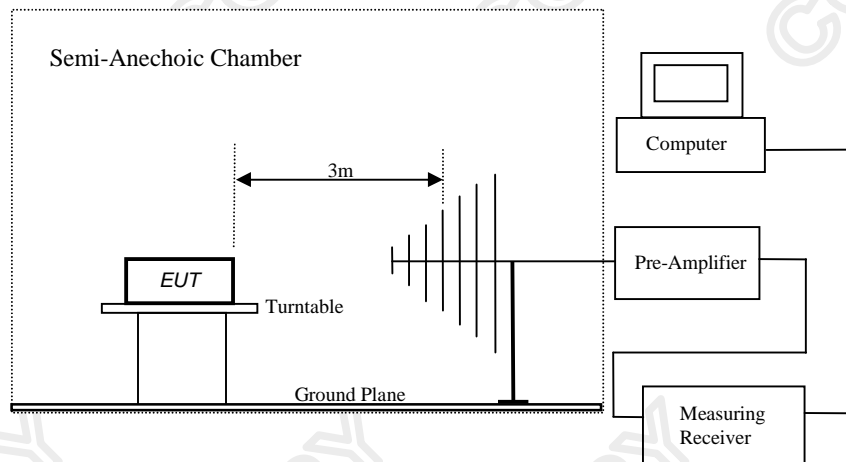 Semi-Anechoic Chamber
3m
EUT
Turntable
Ground Plane
Computer
Pre-Amplifier
Measuring
Receiver